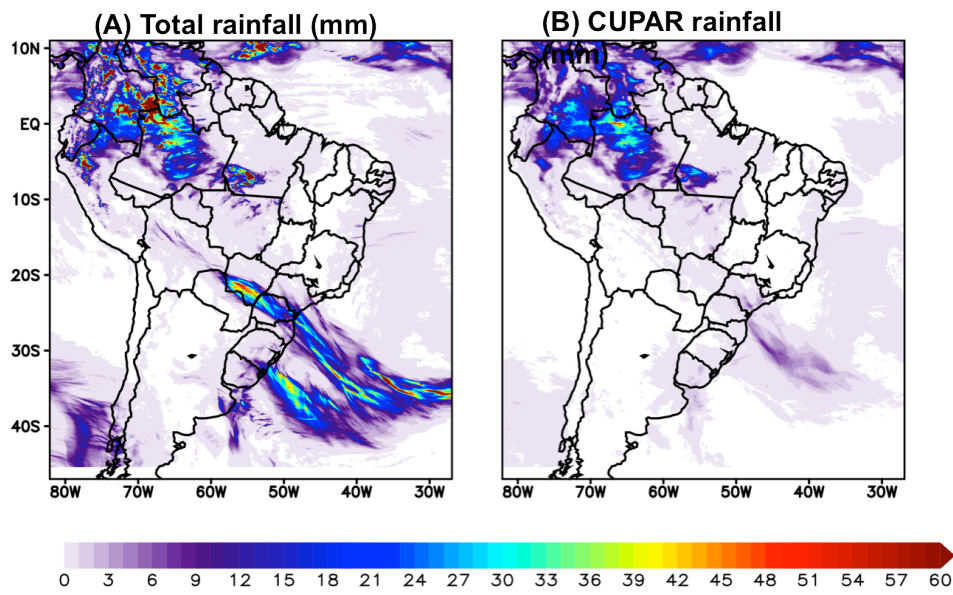 (A) Total rainfall (mm)
(B) CUPAR rainfall
(mm)
10N
EQ
10S
20S
30S
40S
80W 70W 60W 50W 40W 30W
80W 70W 60W 50W 40W 30W
0 3 6 9 12 15 18 21 24 27 30 33 36 39 42 45 48 51 54 57 60